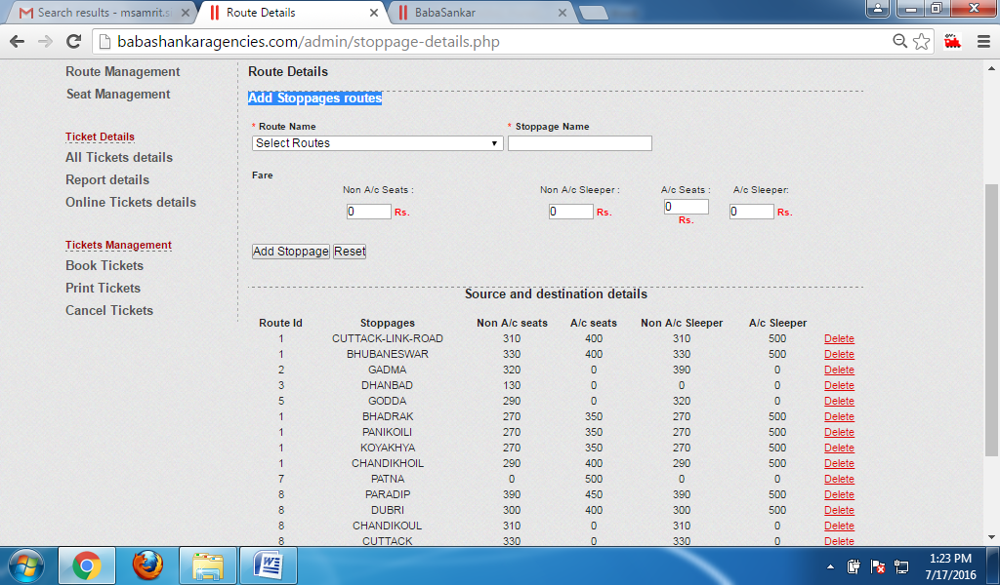 Search results - msamrit.s
Route Details
BabaSankar
babashankaragencies.com/admin/stoppage-details.php
Route Management
Seat Management
Ticket Details
All Tickets details
Report details
Online Tickets details
Tickets Management
Book Tickets
Print Tickets
Cancel Tickets
Route Details
Add Stoppages routes
* Route Name * Stoppage Name
Select Routes
Fare
Non A/c Seats : Non A/c Sleeper : A/c Seats : A/c Sleeper:
0 Rs. 0 Rs. 0 Rs. 0 Rs.
Add Stoppage Reset
Source and destination details
Route Id Stoppages Non A/c seats A/c seats Non A/c Sleeper A/c Sleeper
1 CUTTACK-LINK-ROAD 310 400 310 500 Delete
1 BHUBANESWAR 330 400 330 500 Delete
2 GADMA 320 0 390 0 Delete
3 DHANBAD 130 0 0 0 Delete
5 GODDA 290 0 320 0 Delete
1 BHADRAK 270 350 270 500 Delete
1 PANIKOILI 270 350 270 500 Delete
1 KOYAKHYA 270 350 270 500 Delete
1 CHANDIKHOIL 290 400 290 500 Delete
7 PATNA 0 500 0 0 Delete
8 PARADIP 390 450 390 500 Delete
8 DUBRI 300 400 300 500 Delete
8 CHANDIKOUL 310 0 310 0 Delete
8 CUTTACK 330 0 330 0 Delete
1:23 PM
7/17/2016